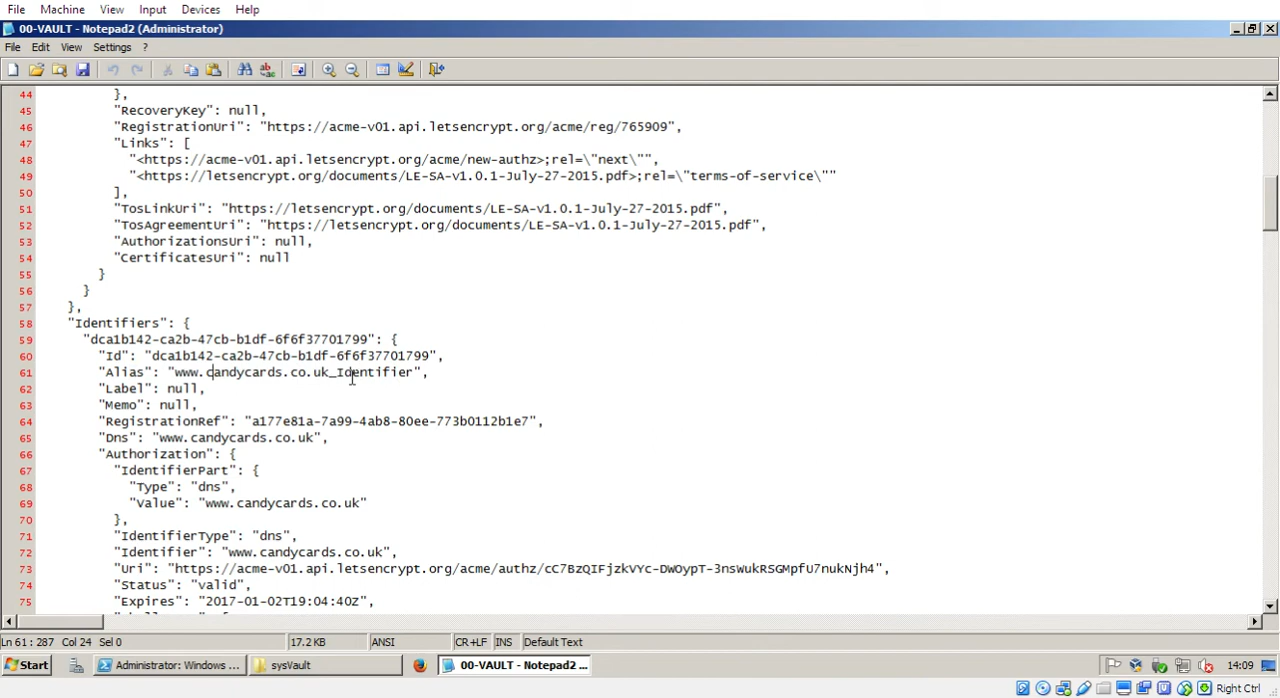 File Machine View Input Devices Help
00-VAULT - Notepad2 (Administrator)
File Edit View Settings ?
44 },
45 "RecoveryKey": null,
46 "RegistrationUri": "https://acme-v01.api.letsencrypt.org/acme/reg/765909",
47 "Links": [
48 "<https://acme-v01.api.letsencrypt.org/acme/new-authz>;rel=\"next\"",
49 "<https://letsencrypt.org/documents/LE-SA-v1.0.1-July-27-2015.pdf>;rel=\"terms-of-service\""
50 ],
51 "TosLinkUri": "https://letsencrypt.org/documents/LE-SA-v1.0.1-July-27-2015.pdf",
52 "TosAgreementUri": "https://letsencrypt.org/documents/LE-SA-v1.0.1-July-27-2015.pdf",
53 "AuthorizationsUri": null,
54 "CertificatesUri": null
55 }
56 }
57 },
58 "Identifiers": {
59 "dca1b142-ca2b-47cb-b1df-6f6f37701799": {
60 "Id": "dca1b142-ca2b-47cb-b1df-6f6f37701799",
61 "Alias": "www.candycards.co.uk_Identifier",
62 "Label": null,
63 "Memo": null,
64 "RegistrationRef": "a177e81a-7a99-4ab8-80ee-773b0112b1e7",
65 "Dns": "www.candycards.co.uk",
66 "Authorization": {
67 "IdentifierPart": {
68 "Type": "dns",
69 "Value": "www.candycards.co.uk"
70 },
71 "IdentifierType": "dns",
72 "Identifier": "www.candycards.co.uk",
73 "Uri": "https://acme-v01.api.letsencrypt.org/acme/authz/cC7BzQIFjzkVYc-DWOypT-3nsWukRSGMpfU7nukNjh4",
74 "Status": "valid",
75 "Expires": "2017-01-02T19:04:40Z",
Ln 61 : 287 Col 24 Sel 0 17.2 KB ANSI CR+LF INS Default Text
Start Administrator: Windows ... sysVault 00-VAULT - Notepad2 ... 14:09
Right Ctrl